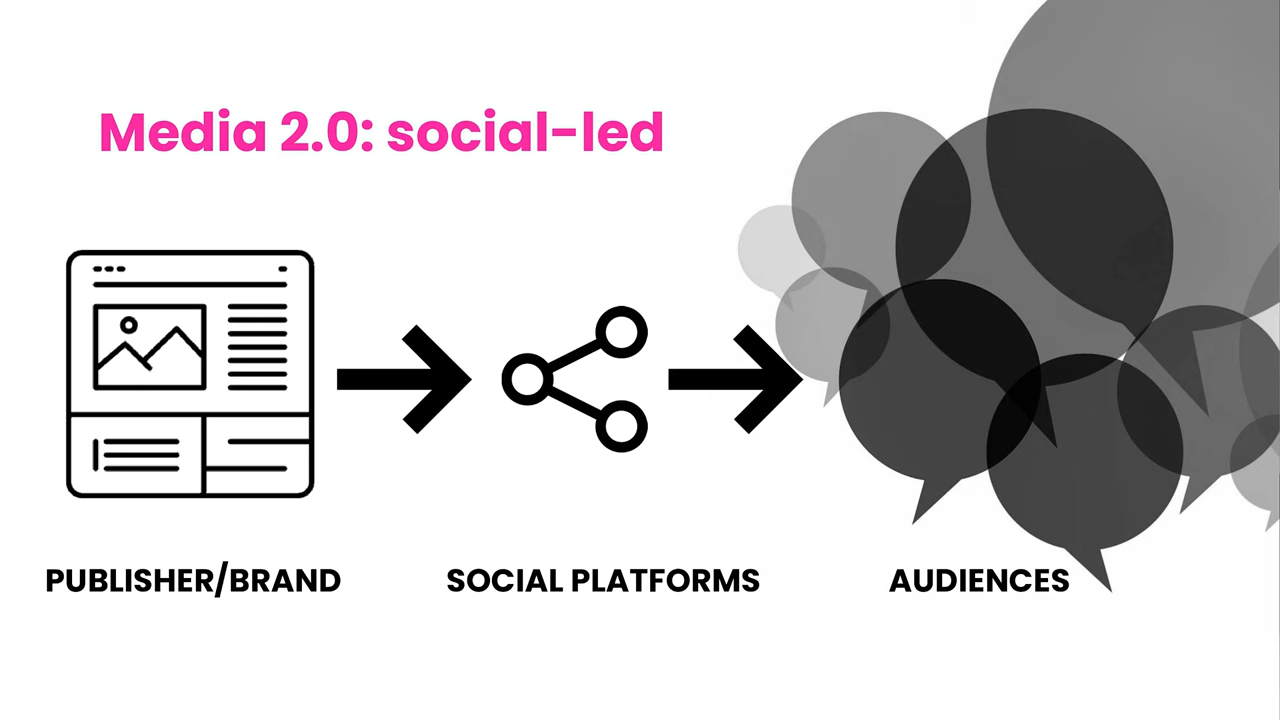 Media 2.0: social-led
PUBLISHER/BRAND
SOCIAL PLATFORMS
AUDIENCES